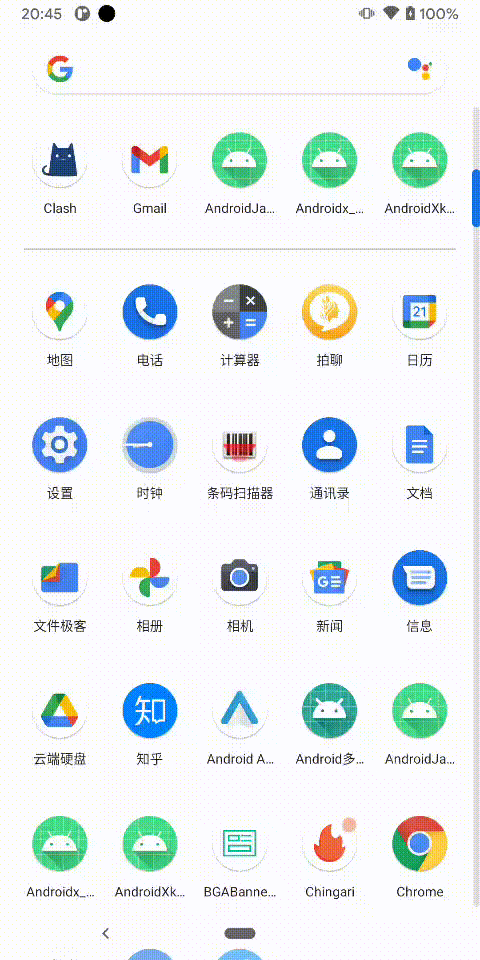 20:45
100%
Clash
Gmail
AndroidJa...
Androidx_...
AndroidXk...
地图
电话
计算器
拍聊
日历
21
设置
时钟
条码扫描器
通讯录
文档
文件极客
相册
相机
新闻
信息
知
云端硬盘
知乎
Android A...
Android多...
AndroidJa...
Androidx_...
AndroidXk...
BGABanne...
Chingari
Chrome